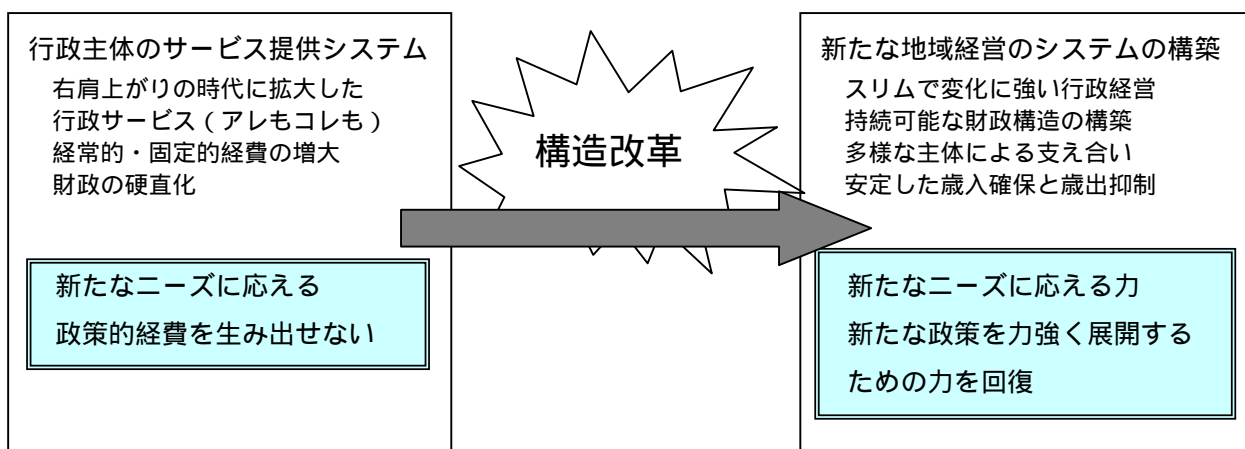 行政主体のサービス提供システム
右肩上がりの時代に拡大した
行政サービス(アレもコレも)
経常的・固定的経費の増大
財政の硬直化
新たなニーズに応える
政策的経費を生み出せない
構造改革
新たな地域経営のシステムの構築
スリムで変化に強い行政経営
持続可能な財政構造の構築
多様な主体による支え合い
安定した歳入確保と歳出抑制
新たなニーズに応える力
新たな政策を力強く展開する
ための力を回復